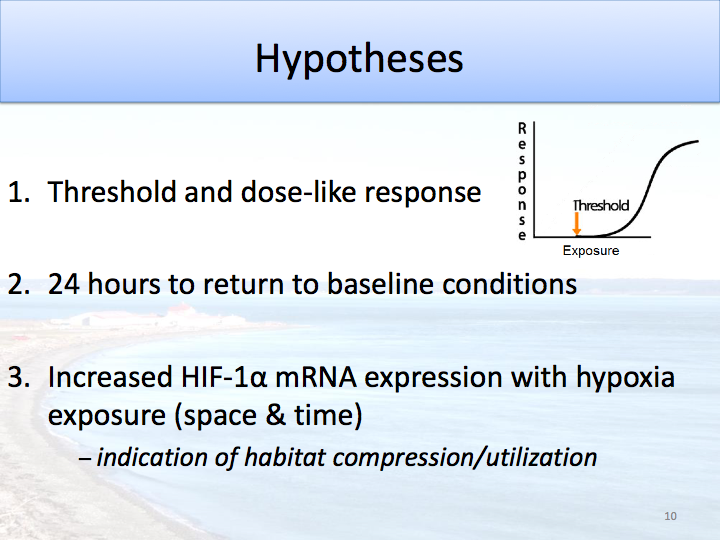 Hypotheses
1. Threshold and dose-like response
Response
Threshold
Exposure
2. 24 hours to return to baseline conditions
3. Increased HIF-1α mRNA expression with hypoxia
exposure (space & time)
– indication of habitat compression/utilization
10